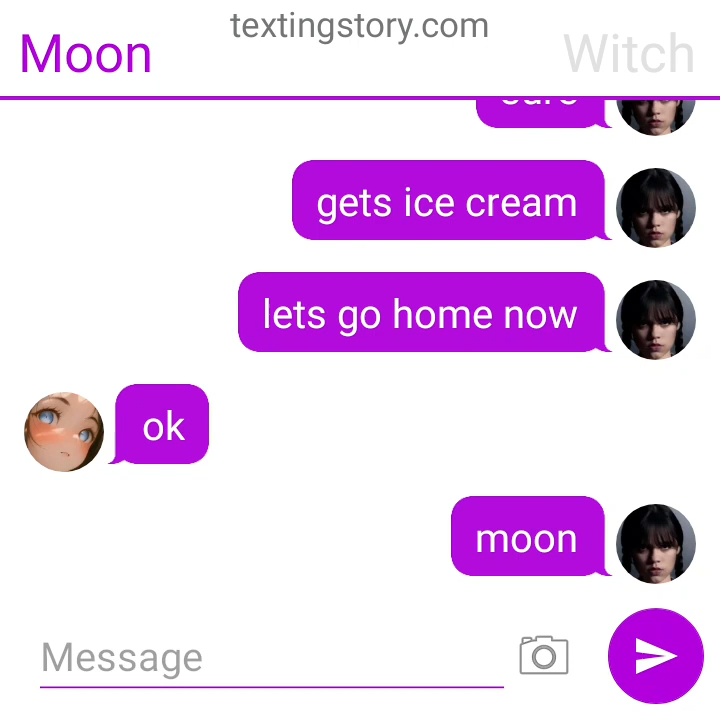 textingstory.com
Moon
Witch
gets ice cream
lets go home now
ok
moon
Message